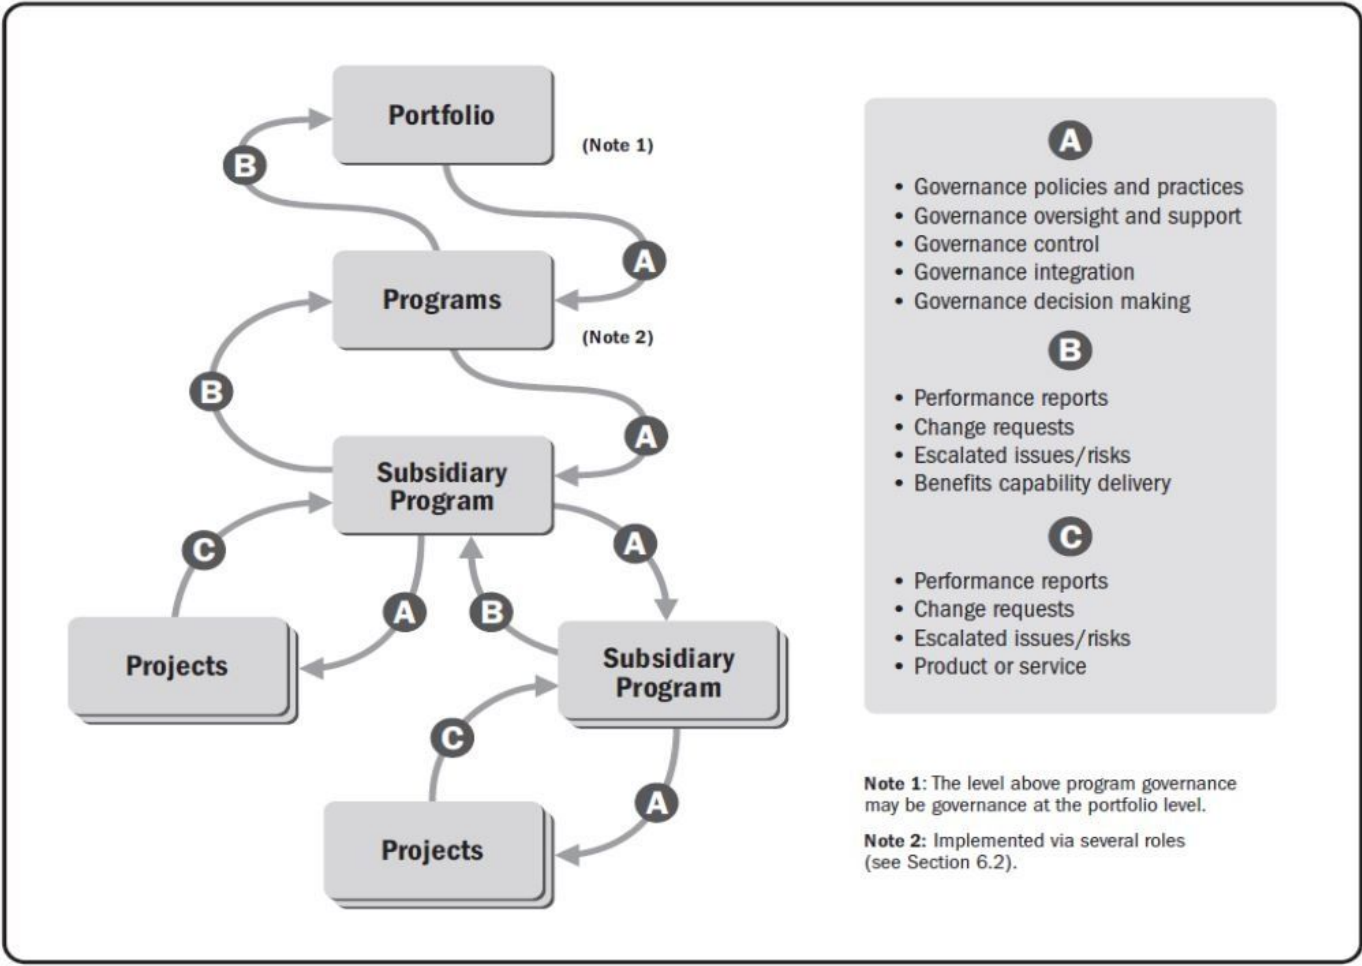 Portfolio
B
(Note 1)
A
Programs
(Note 2)
B
A
Subsidiary
Program
C
A
A
B
Projects
Subsidiary
Program
C
A
Projects
A
• Governance policies and practices
• Governance oversight and support
• Governance control
• Governance integration
• Governance decision making
B
• Performance reports
• Change requests
• Escalated issues/risks
• Benefits capability delivery
C
• Performance reports
• Change requests
• Escalated issues/risks
• Product or service
Note 1: The level above program governance
may be governance at the portfolio level.
Note 2: Implemented via several roles
(see Section 6.2).